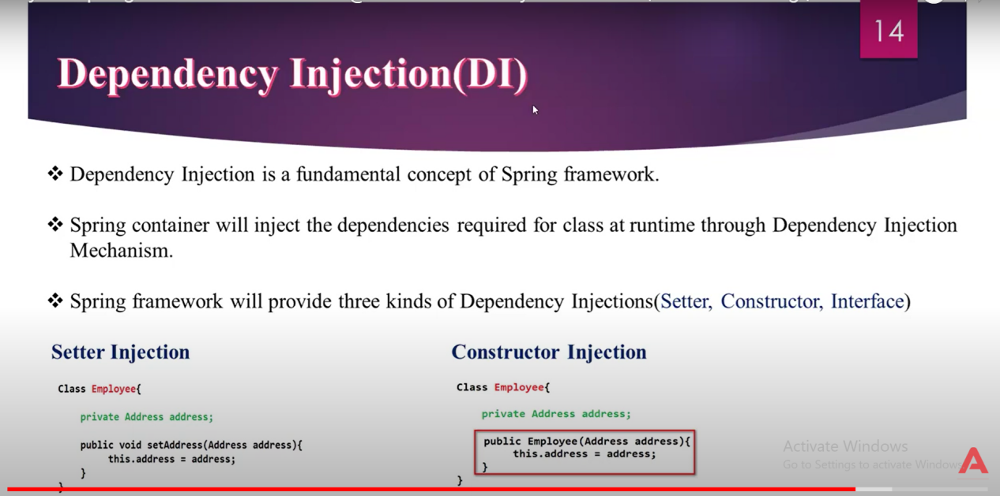 14
Dependency Injection(DI)
❖ Dependency Injection is a fundamental concept of Spring framework.
❖ Spring container will inject the dependencies required for class at runtime through Dependency Injection
Mechanism.
❖ Spring framework will provide three kinds of Dependency Injections(Setter, Constructor, Interface)
Setter Injection
Class Employee{
private Address address;
public void setAddress(Address address){
this.address = address;
}
}
Constructor Injection
Class Employee{
private Address address;
public Employee(Address address){
this.address = address;
}
}
Activate Windows
Go to Settings to activate Windows